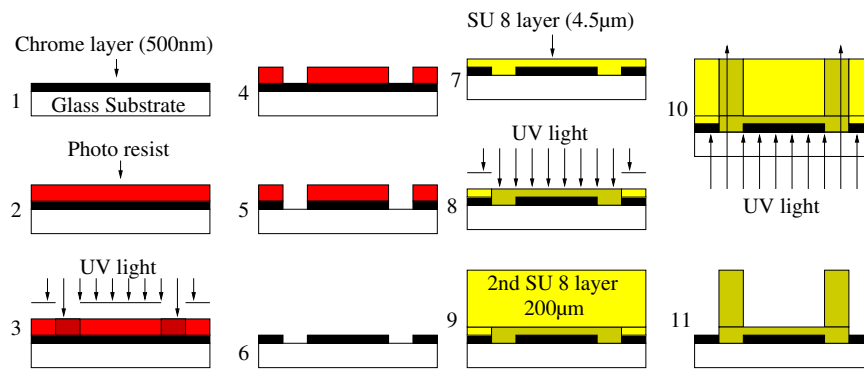 Chrome layer (500nm)
1
Glass Substrate
Photo resist
2
UV light
3
4
5
6
SU 8 layer (4.5μm)
7
UV light
8
2nd SU 8 layer
200μm
9
10
UV light
11